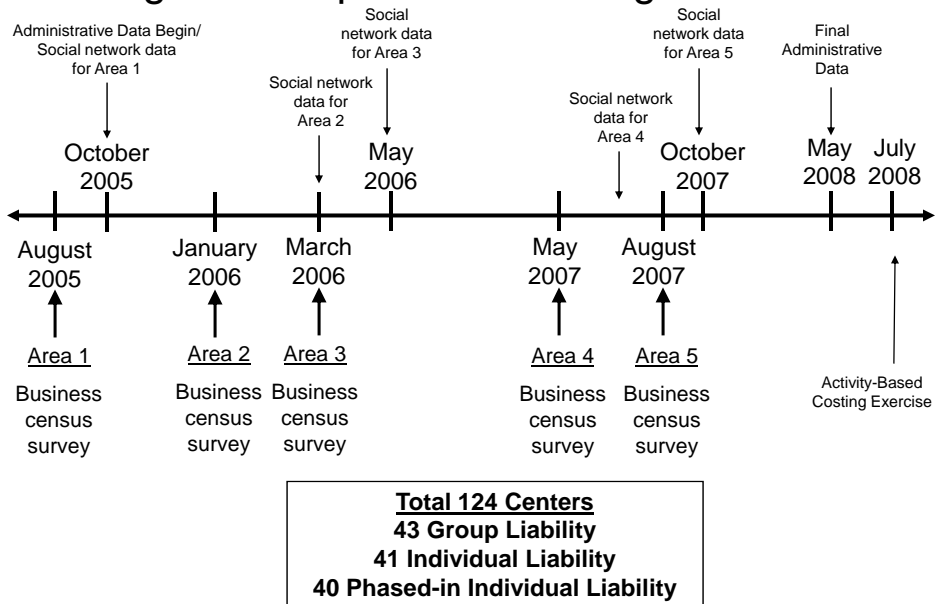 Administrative Data Begin/
Social network data
for Area 1
Social network
data for
Area 2
Social
network data
for Area 3
Social network
data for
Area 4
Social
network data
for Area 5
Final
Administrative
Data
October
2005
May
2006
October
2007
May
2008
July
2008
August
2005
January
2006
March
2006
May
2007
August
2007
Area 1
Business
census
survey
Area 2
Business
census
survey
Area 3
Business
census
survey
Area 4
Business
census
survey
Area 5
Business
census
survey
Activity-Based
Costing Exercise
Total 124 Centers
43 Group Liability
41 Individual Liability
40 Phased-in Individual Liability